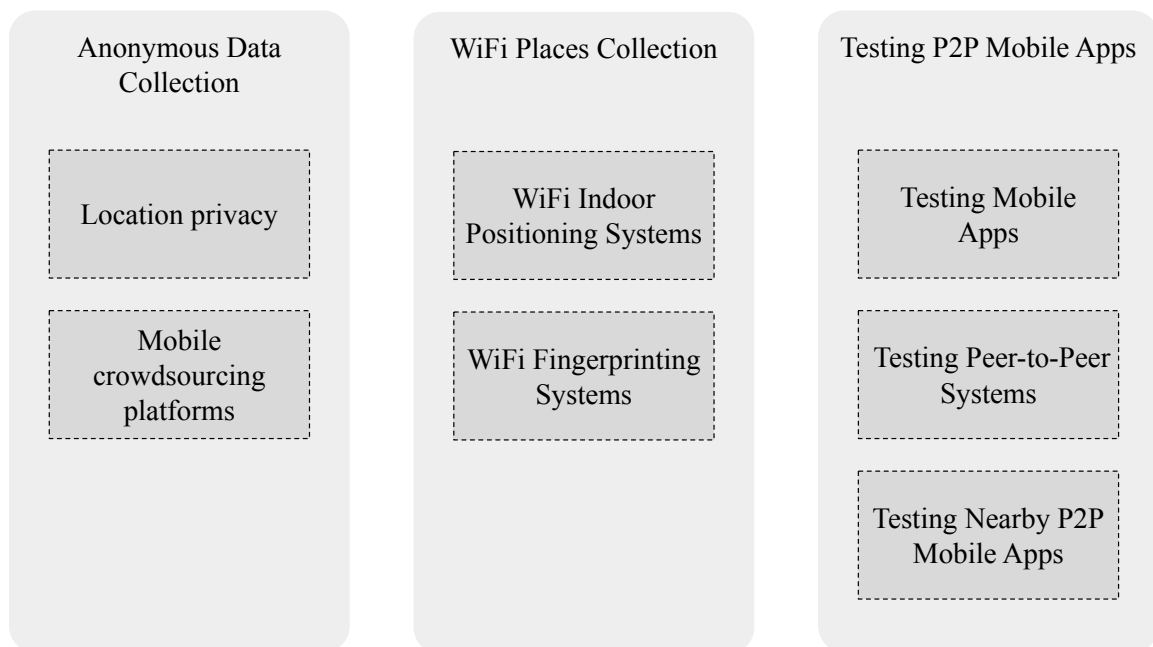 Anonymous Data
Collection
Location privacy
Mobile
crowdsourcing
platforms
WiFi Places Collection
WiFi Indoor
Positioning Systems
WiFi Fingerprinting
Systems
Testing P2P Mobile Apps
Testing Mobile
Apps
Testing Peer-to-Peer
Systems
Testing Nearby P2P
Mobile Apps